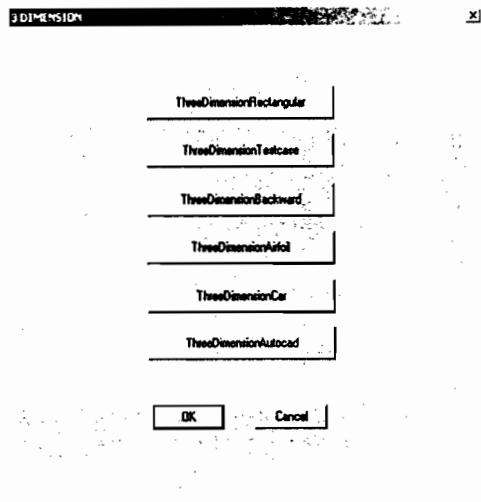 3 DIMENSION
ThreeDimensionRectangular
ThreeDimensionTestcase
ThreeDimensionBackward
ThreeDimensionAirfoil
ThreeDimensionCar
ThreeDimensionAutocad
OK Cancel